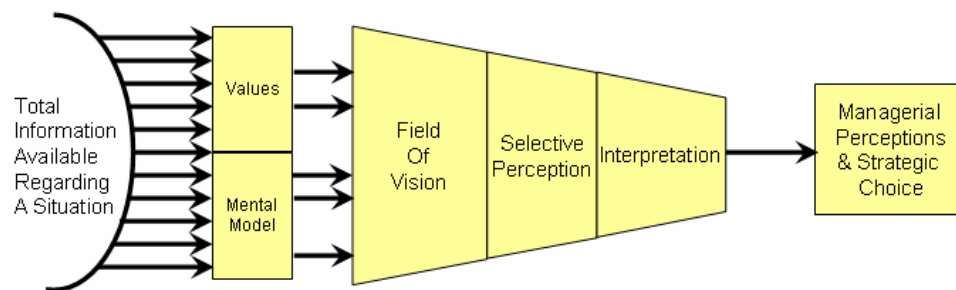 Total
Information
Available
Regarding
A Situation
Values
Mental
Model
Field
Of
Vision
Selective
Perception
Interpretation
Managerial
Perceptions
& Strategic
Choice